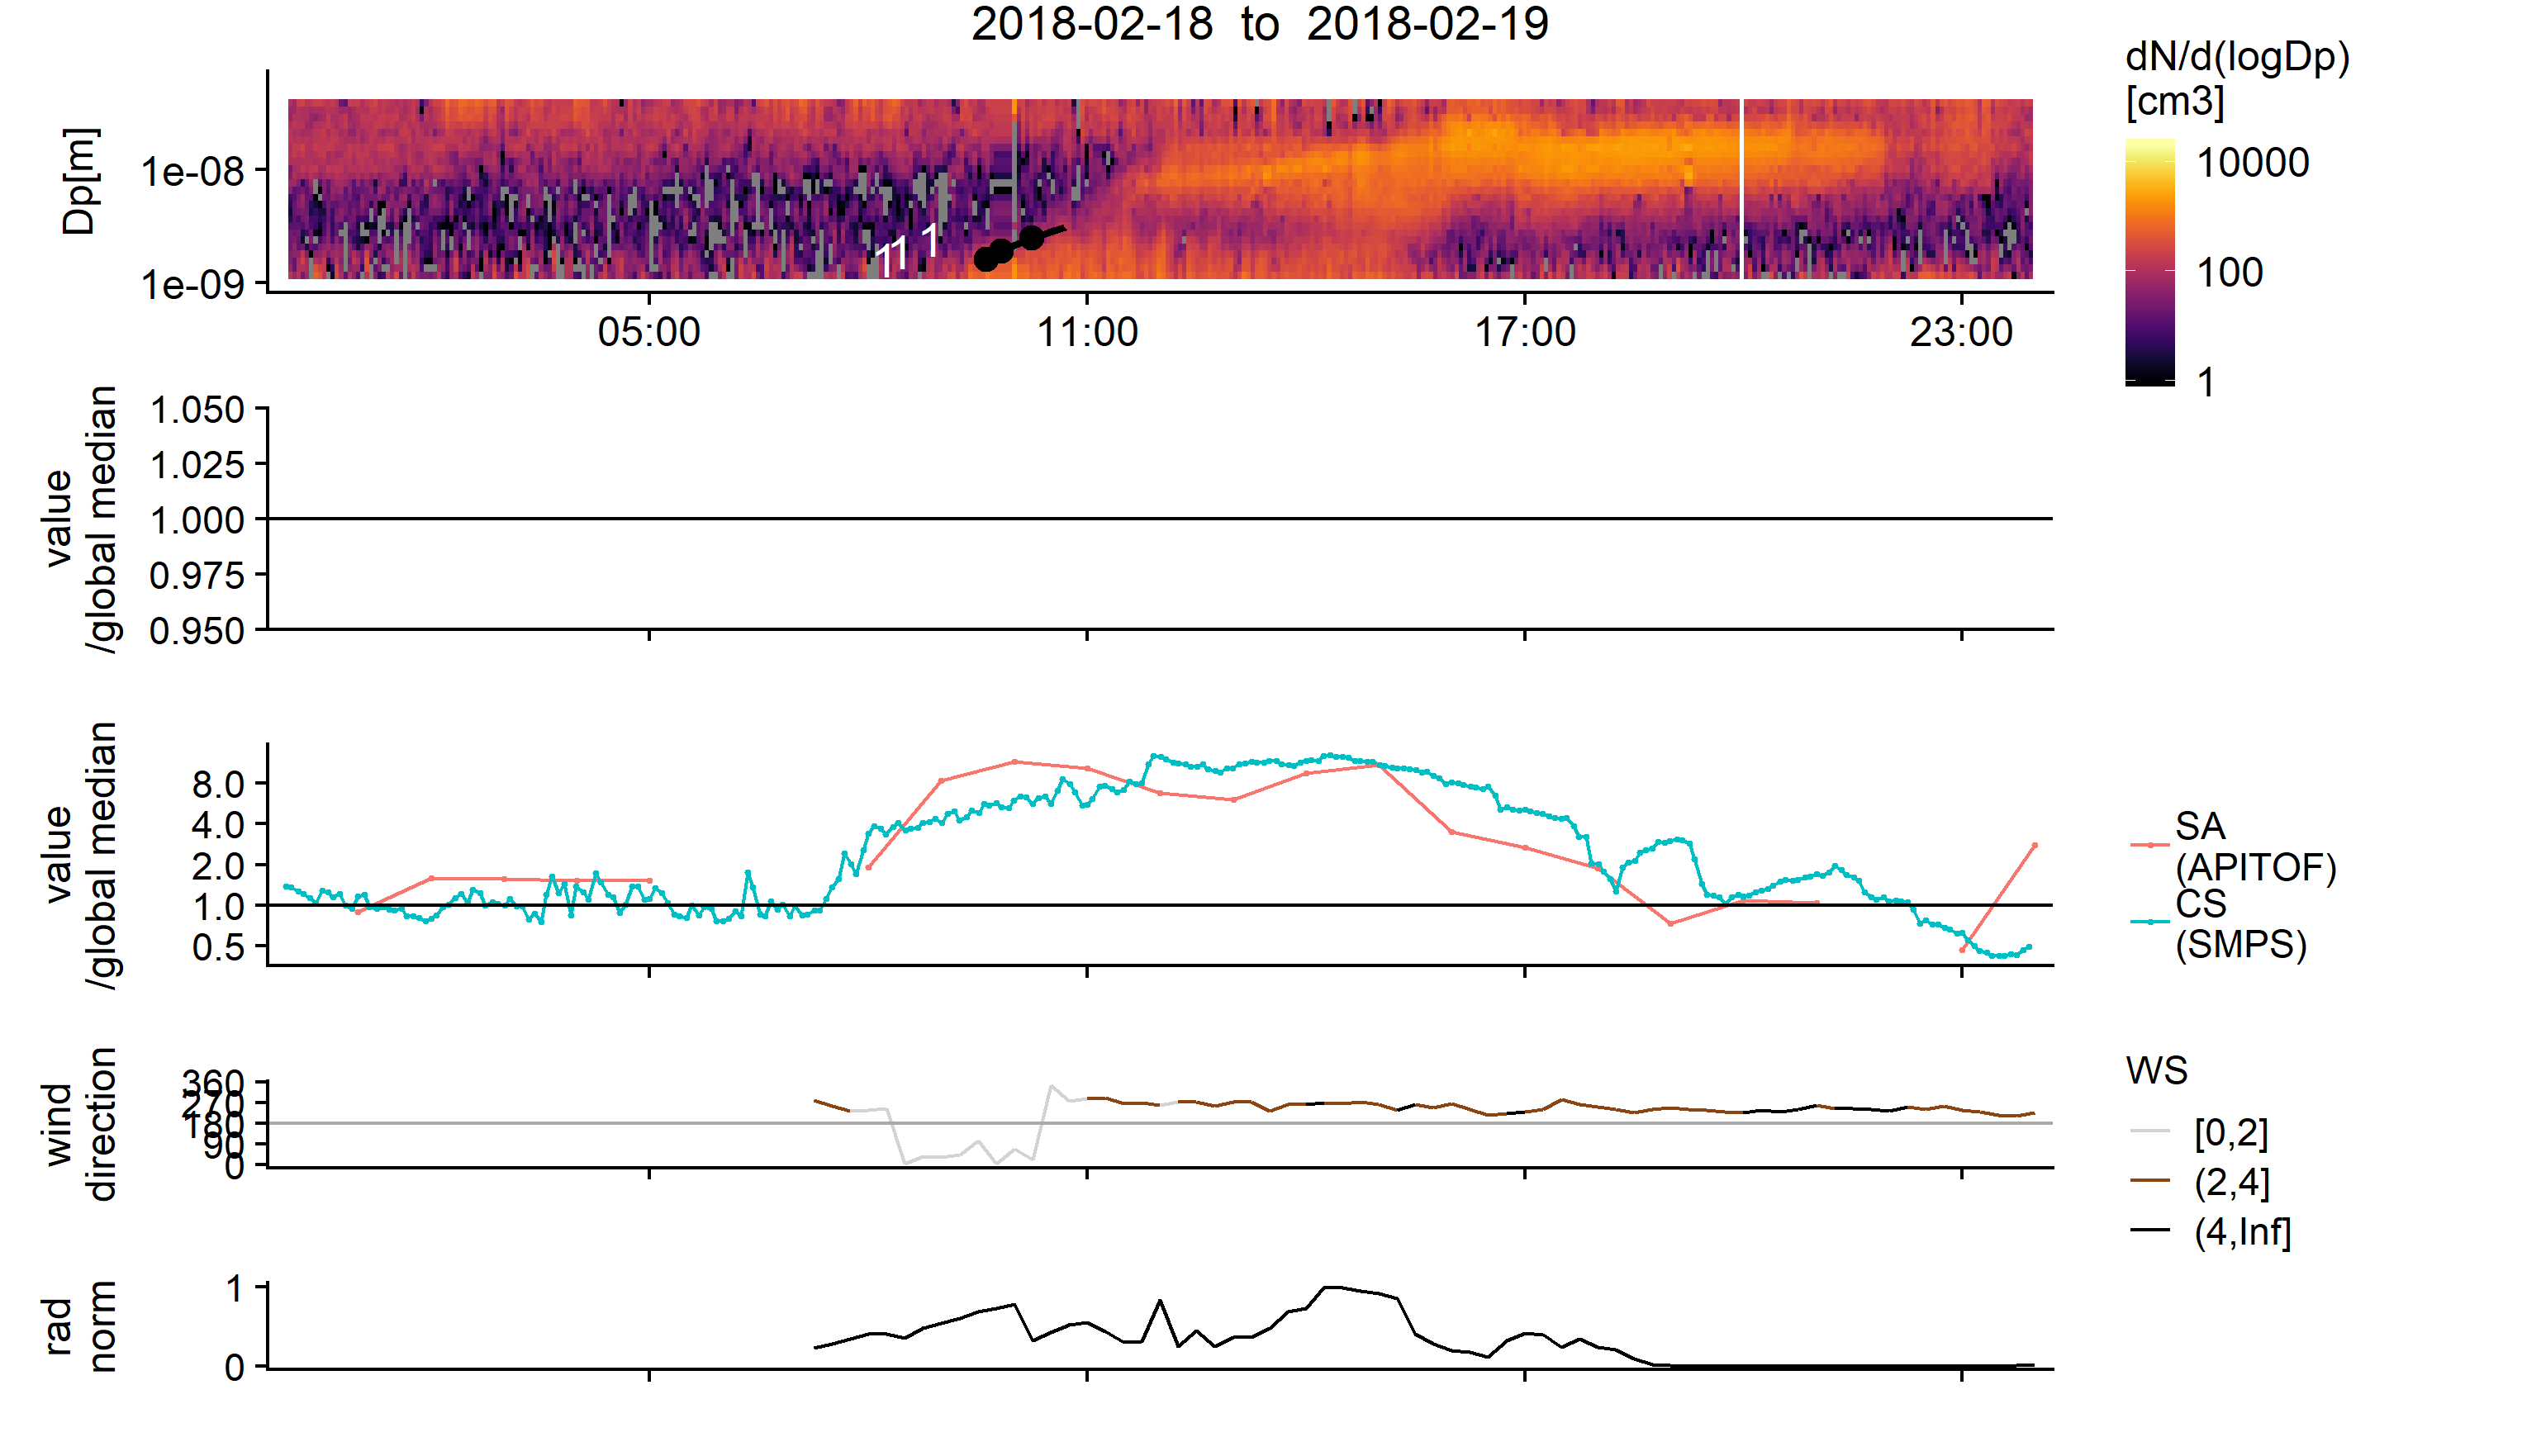 2018-02-18 to 2018-02-19
Dp[m]
1e-08
1e-09
1
1
1
05:00
11:00
17:00
23:00
dN/d(logDp)
[cm3]
10000
100
1
value
/global median
1.050
1.025
1.000
0.975
0.950
value
/global median
8.0
4.0
2.0
1.0
0.5
SA
(APITOF)
CS
(SMPS)
wind
direction
360
270
180
90
0
WS
[0,2]
(2,4]
(4,Inf]
rad
norm
1
0